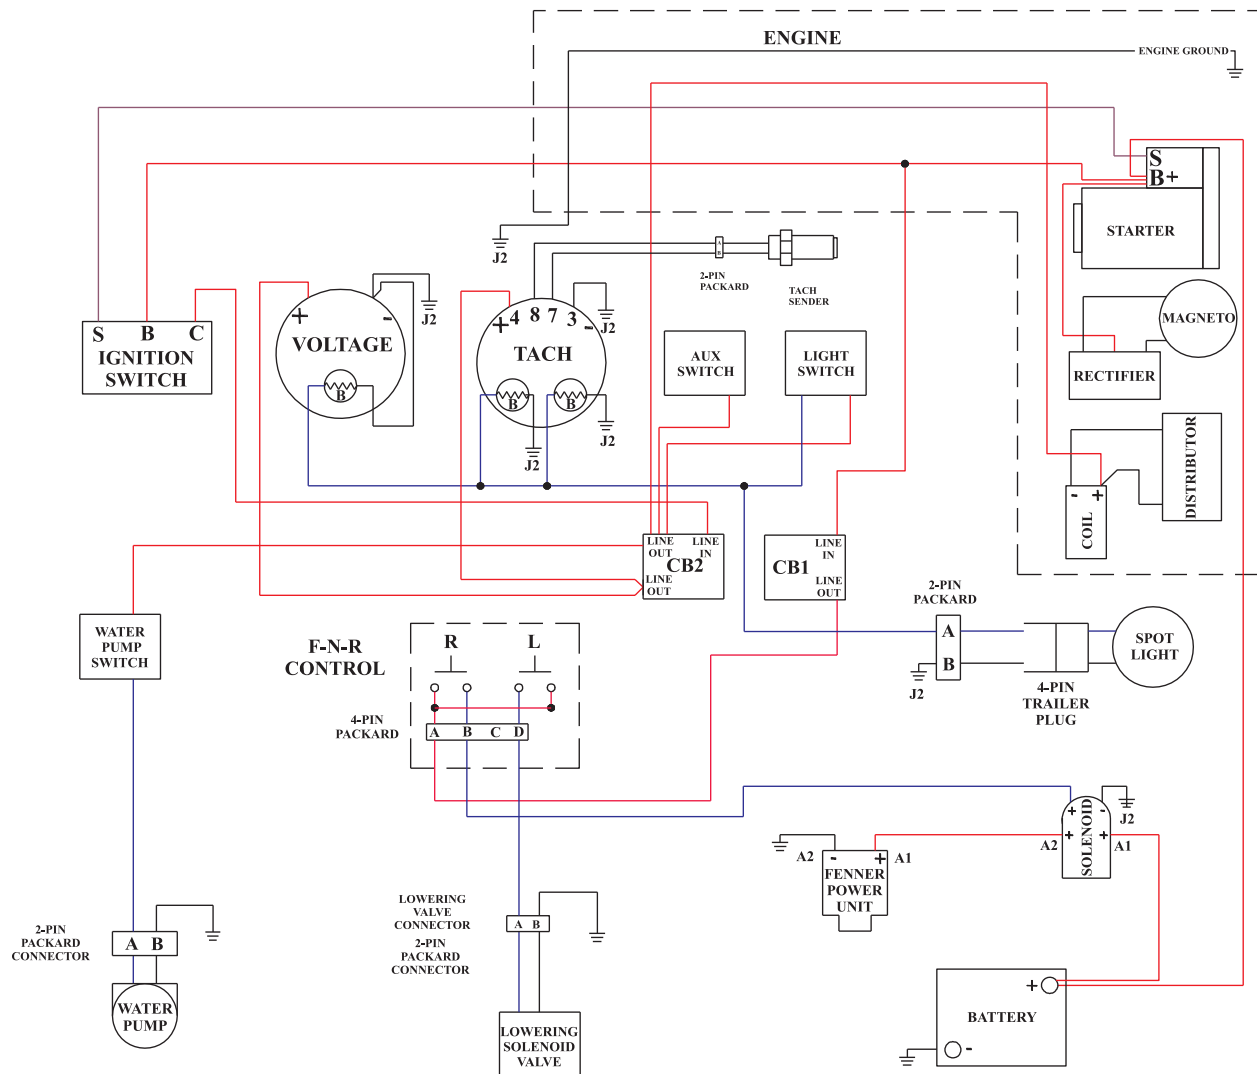 ENGINE
ENGINE GROUND
S
B+
STARTER
J2
A
B
2-PIN
PACKARD
TACH
SENDER
MAGNETO
RECTIFIER
S B C
IGNITION
SWITCH
+ -
VOLTAGE
B
J2
+ 4 8 7 3 -
TACH
B B
J2
J2
J2
AUX
SWITCH
LIGHT
SWITCH
DISTRIBUTOR
- +
COIL
LINE
OUT
LINE
IN
CB2
LINE
OUT
LINE
IN
CB1
LINE
OUT
2-PIN
PACKARD
A
B
J2
4-PIN
TRAILER
PLUG
SPOT
LIGHT
WATER
PUMP
SWITCH
F-N-R
CONTROL
R L
4-PIN
PACKARD
A B C D
+ -
J2
A2 + + A1
SOLENOID
A2 - + A1
FENNER
POWER
UNIT
LOWERING
VALVE
CONNECTOR
A B
2-PIN
PACKARD
CONNECTOR
2-PIN
PACKARD
CONNECTOR
A B
WATER
PUMP
LOWERING
SOLENOID
VALVE
+
BATTERY
-